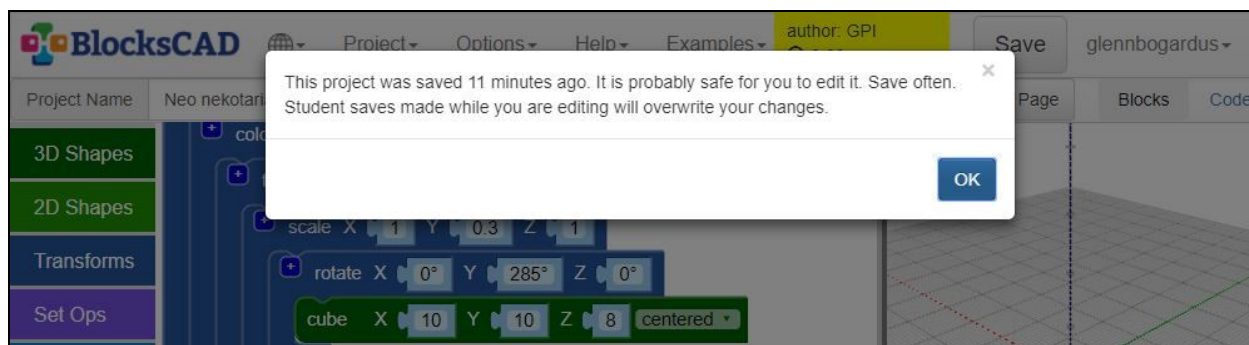 BlocksCAD Project Options Help Examples author: GPI Save glennbogardus
This project was saved 11 minutes ago. It is probably safe for you to edit it. Save often.
Student saves made while you are editing will overwrite your changes.
×
OK
Project Name Page Blocks Code
3D Shapes
2D Shapes
Transforms
Set Ops
scale X 1 Y 0.3 Z 1
rotate X 0° Y 285° Z 0°
cube X 10 Y 10 Z 8 centered